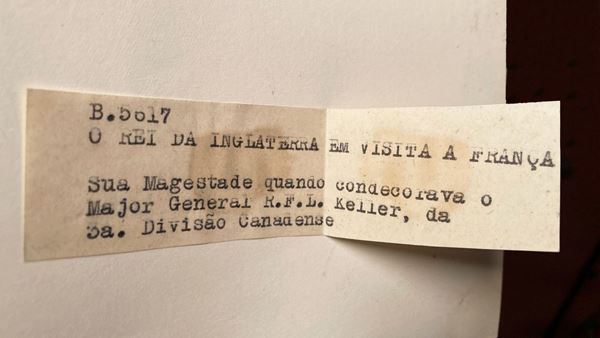 B.5617
O REI DA INGLATERRA EM VISITA A FRANÇA
Sua Magestade quando condecorava o
Major General R.F.L. Keller, da
3a. Divisão Canadense